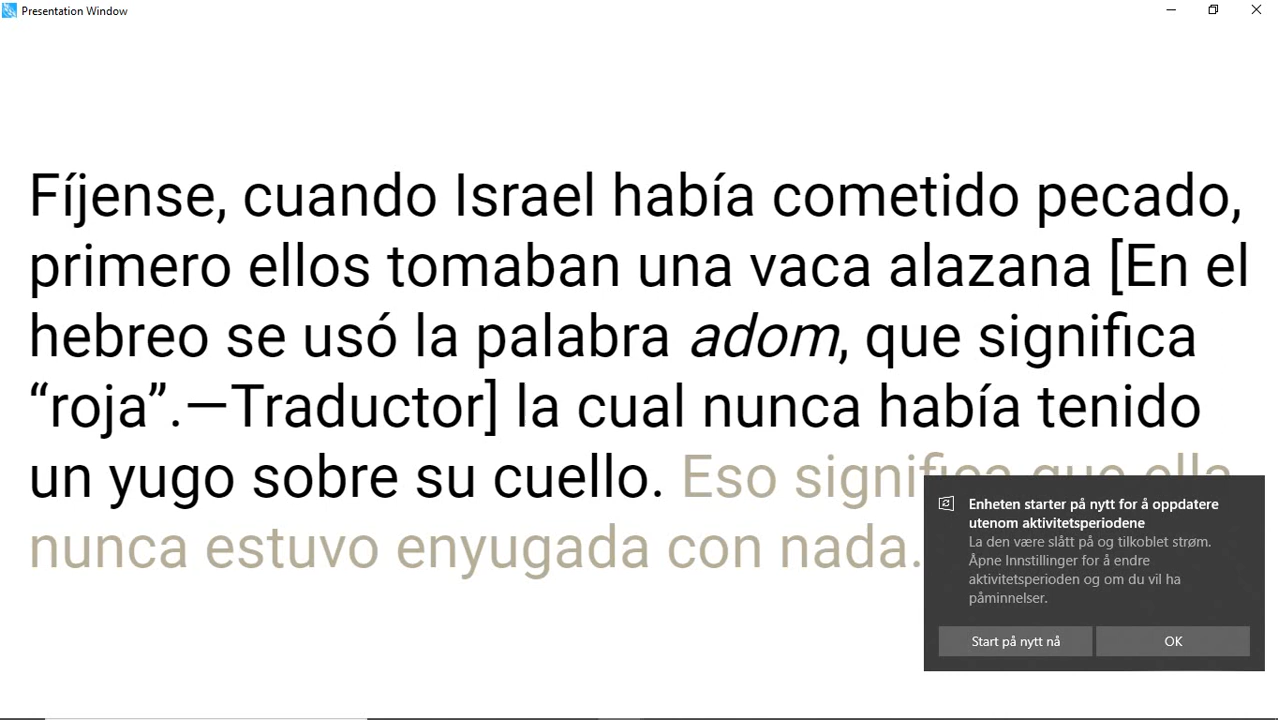 Presentation Window
Fíjense, cuando Israel había cometido pecado,
primero ellos tomaban una vaca alazana [En el
hebreo se usó la palabra adom, que significa
“roja”.—Traductor] la cual nunca había tenido
un yugo sobre su cuello. Eso significa que ella
nunca estuvo enyugada con nada.
Enheten starter på nytt for å oppdatere
utenom aktivitetsperiodene
La den være slått på og tilkoblet strøm.
Åpne Innstillinger for å endre
aktivitetsperioden og om du vil ha
påminnelser.
Start på nytt nå
OK